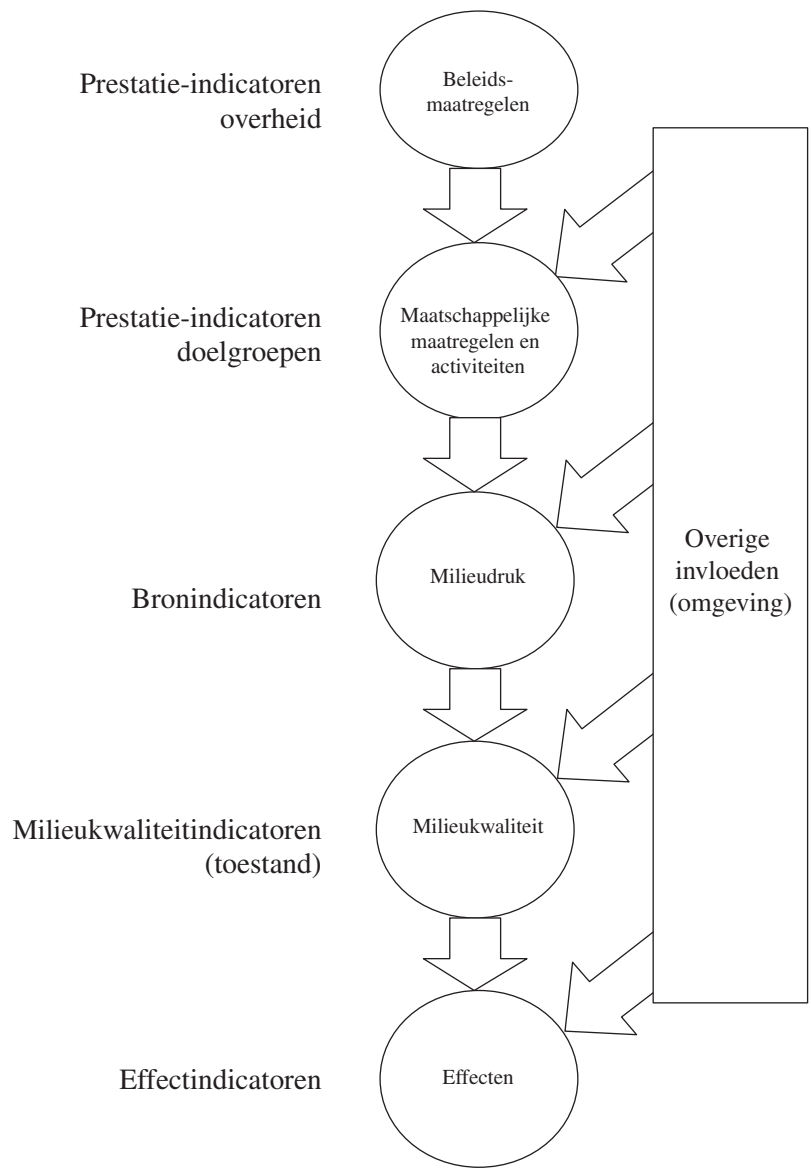 Prestatie-indicatoren
overheid
Beleids-
maatregelen
Prestatie-indicatoren
doelgroepen
Maatschappelijke
maatregelen en
activiteiten
Bronindicatoren
Milieudruk
Overige
invloeden
(omgeving)
Milieukwaliteitindicatoren
(toestand)
Milieukwaliteit
Effectindicatoren
Effecten